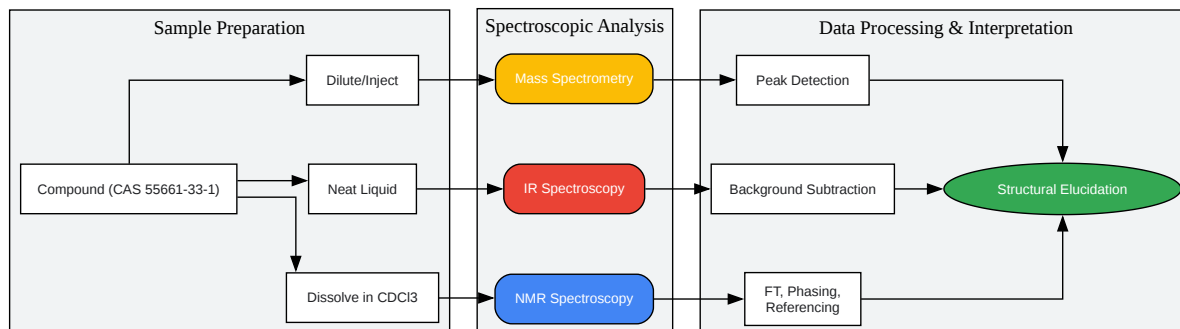 Sample Preparation
Spectroscopic Analysis
Data Processing & Interpretation
Dilute/Inject
Mass Spectrometry
Peak Detection
Compound (CAS 55661-33-1)
Neat Liquid
IR Spectroscopy
Background Subtraction
Structural Elucidation
Dissolve in CDCl3
NMR Spectroscopy
FT, Phasing,
Referencing